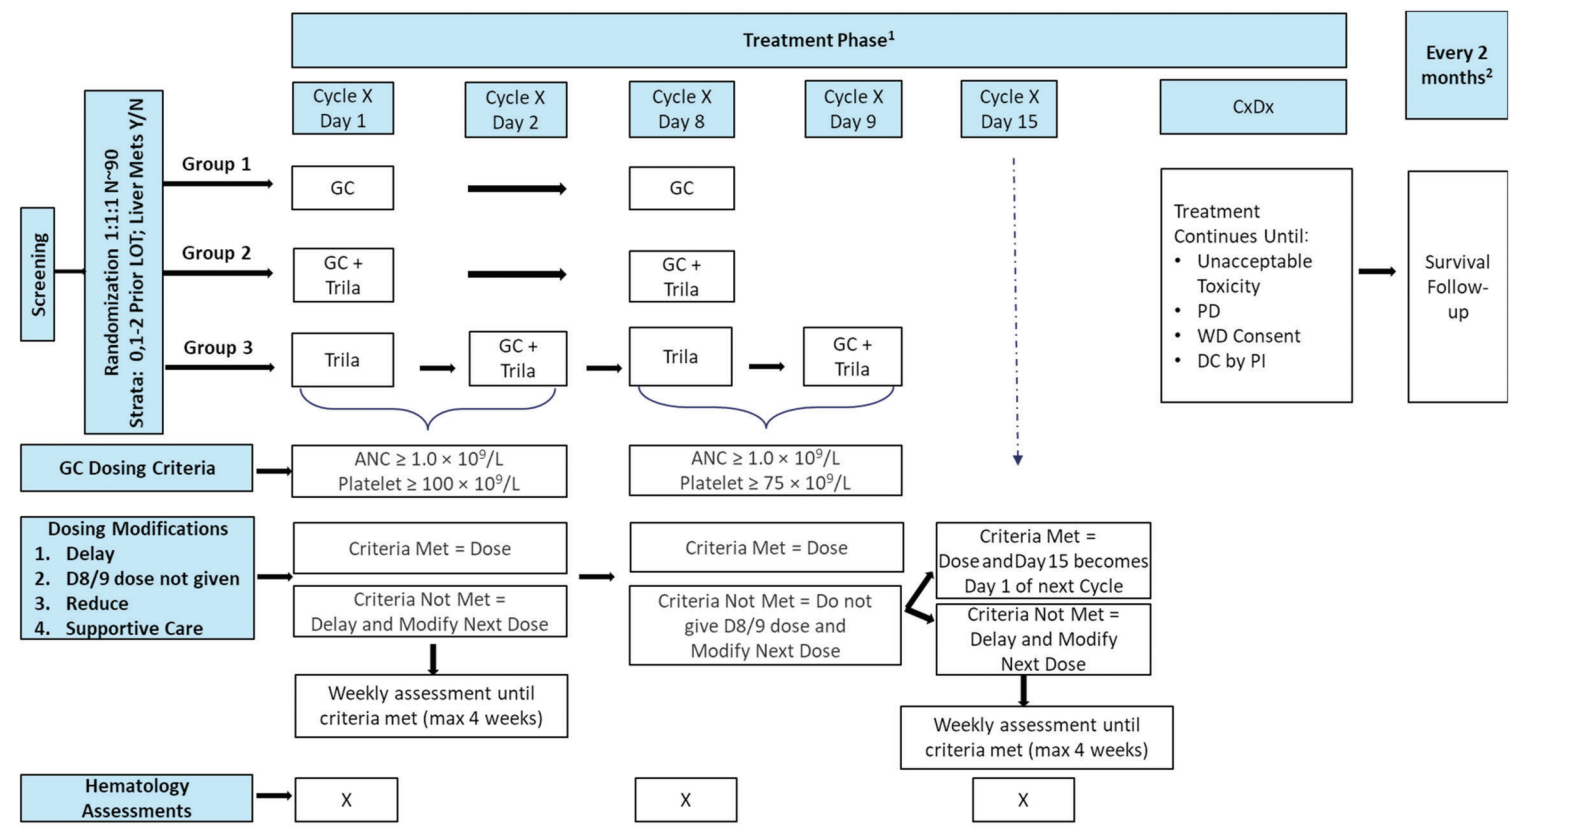 Treatment Phase¹
Every 2
months²
Cycle X
Day 1
Cycle X
Day 2
Cycle X
Day 8
Cycle X
Day 9
Cycle X
Day 15
CxDx
Screening
Randomization 1:1:1 N~90
Strata: 0,1-2 Prior LOT; Liver Mets Y/N
Group 1
GC
GC
Group 2
GC +
Trila
GC +
Trila
Group 3
Trila
GC +
Trila
Trila
GC +
Trila
Treatment
Continues Until:
• Unacceptable
Toxicity
• PD
• WD Consent
• DC by PI
Survival
Follow-
up
GC Dosing Criteria
ANC ≥ 1.0 × 10⁹/L
Platelet ≥ 100 × 10⁹/L
ANC ≥ 1.0 × 10⁹/L
Platelet ≥ 75 × 10⁹/L
Dosing Modifications
1. Delay
2. D8/9 dose not given
3. Reduce
4. Supportive Care
Criteria Met = Dose
Criteria Not Met =
Delay and Modify Next Dose
Weekly assessment until
criteria met (max 4 weeks)
Criteria Met = Dose
Criteria Not Met = Do not
give D8/9 dose and
Modify Next Dose
Criteria Met =
Dose and Day 15 becomes
Day 1 of next Cycle
Criteria Not Met =
Delay and Modify
Next Dose
Weekly assessment until
criteria met (max 4 weeks)
Hematology
Assessments
X
X
X